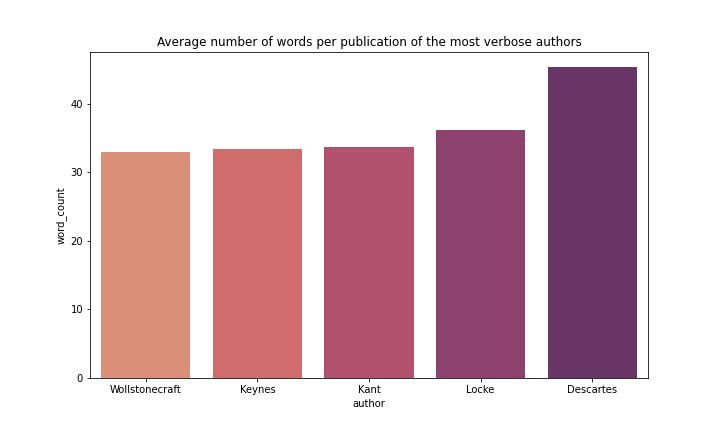 Average number of words per publication of the most verbose authors
word_count
40
30
20
10
0
Wollstonecraft Keynes Kant Locke Descartes
author